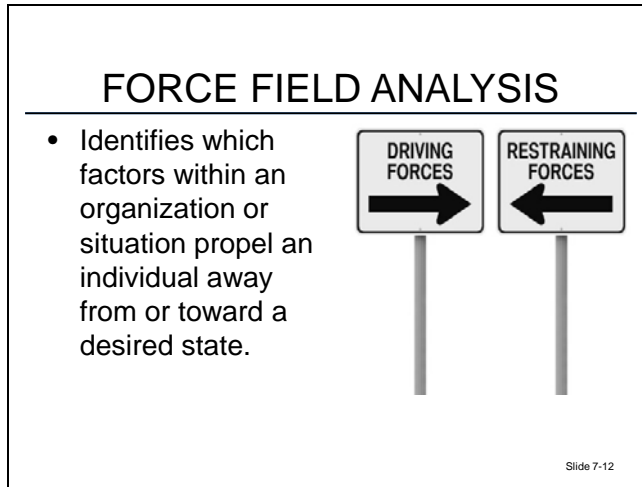 FORCE FIELD ANALYSIS
• Identifies which
factors within an
organization or
situation propel an
individual away
from or toward a
desired state.
DRIVING
FORCES
RESTRAINING
FORCES
Slide 7-12